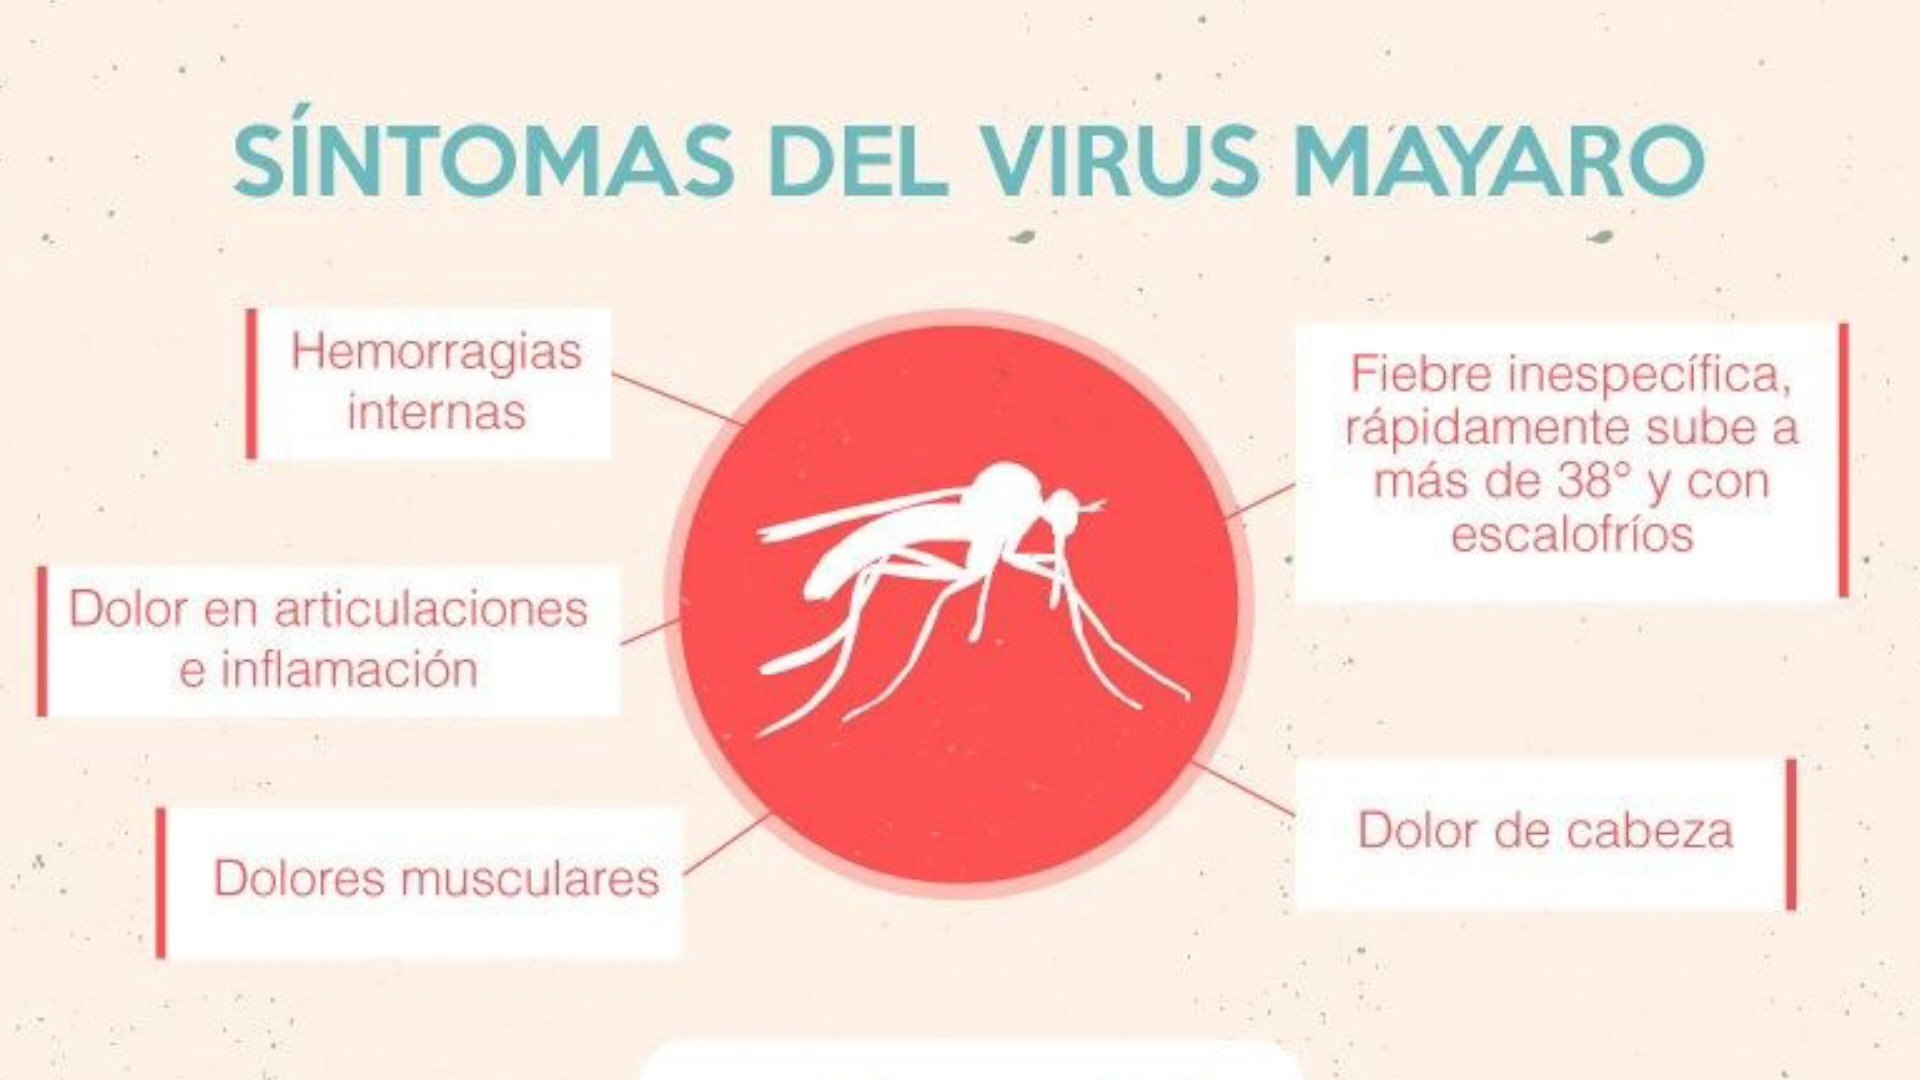 SÍNTOMAS DEL VIRUS MAYARO
Hemorragias
internas
Dolor en articulaciones
e inflamación
Dolores musculares
Fiebre inespecífica,
rápidamente sube a
más de 38° y con
escalofríos
Dolor de cabeza